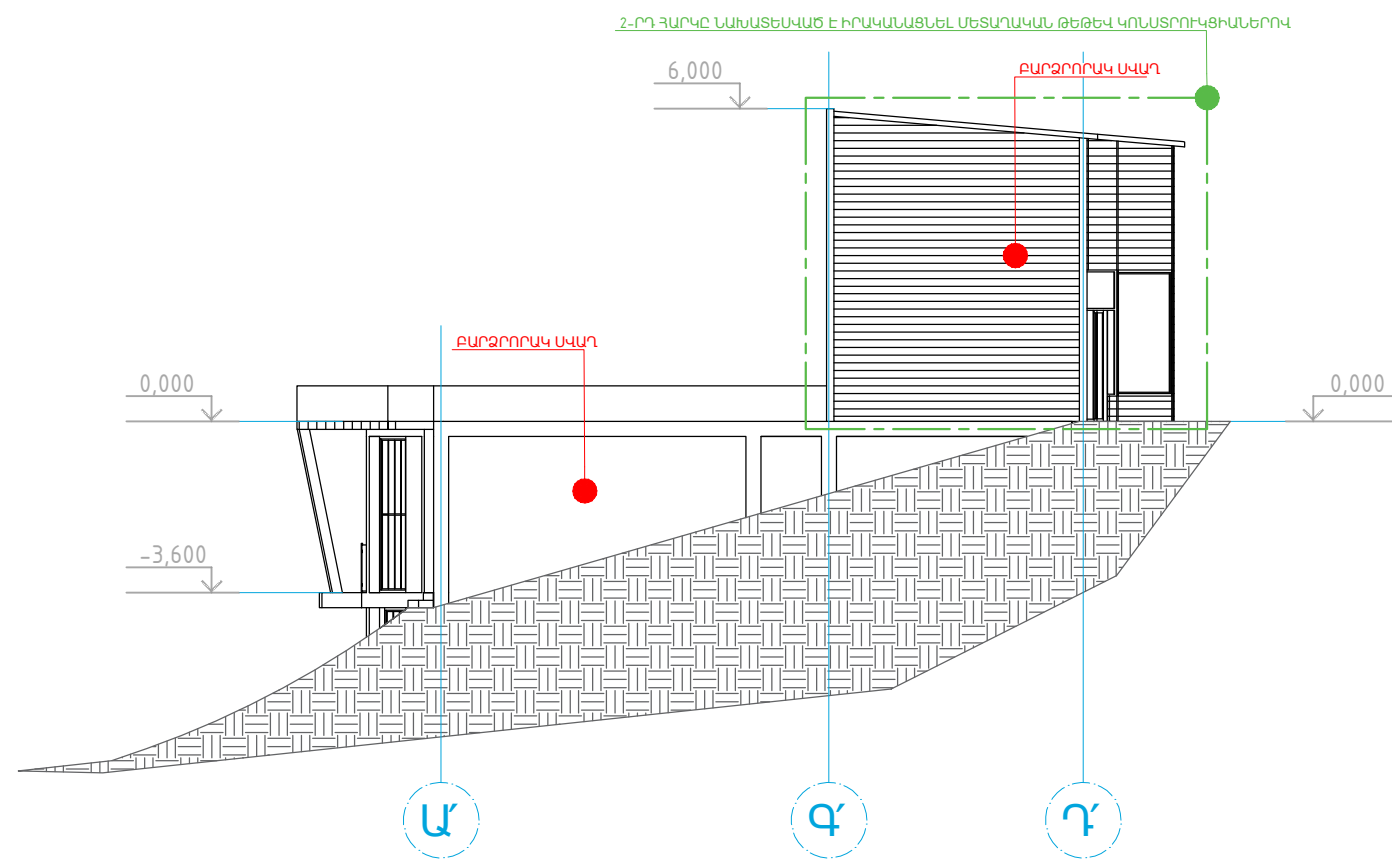 2-ՐԴ ՀԱՐԿԸ ՆԱԽԱՏԵՍՎԱԾ Է ԻՐԱԿԱՆԱՑՆԵԼ ՄԵՏԱՂԱԿԱՆ ԹԵԹԵՎ ԿՈՆՍՏՐՈՒԿՑԻԱՆԵՐՈՎ
6,000
ԲԱՐՁՐՈՐԱԿ ՍՎԱՂ
ԲԱՐՁՐՈՐԱԿ ՍՎԱՂ
0,000
0,000
-3,600
Ա՛
Գ՛
Դ՛